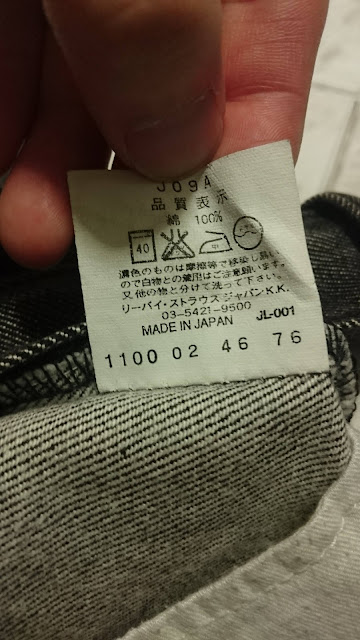 J09A
品質表示
綿 100%
40
濃色のものは摩擦等で移染し易い
ので白物との着用はご注意願います。
又他の物と分けて洗って下さい。
リーバイ・ストラウス ジャパンK.K.
03-5421-9500
MADE IN JAPAN JL-001
1100 02 46 76